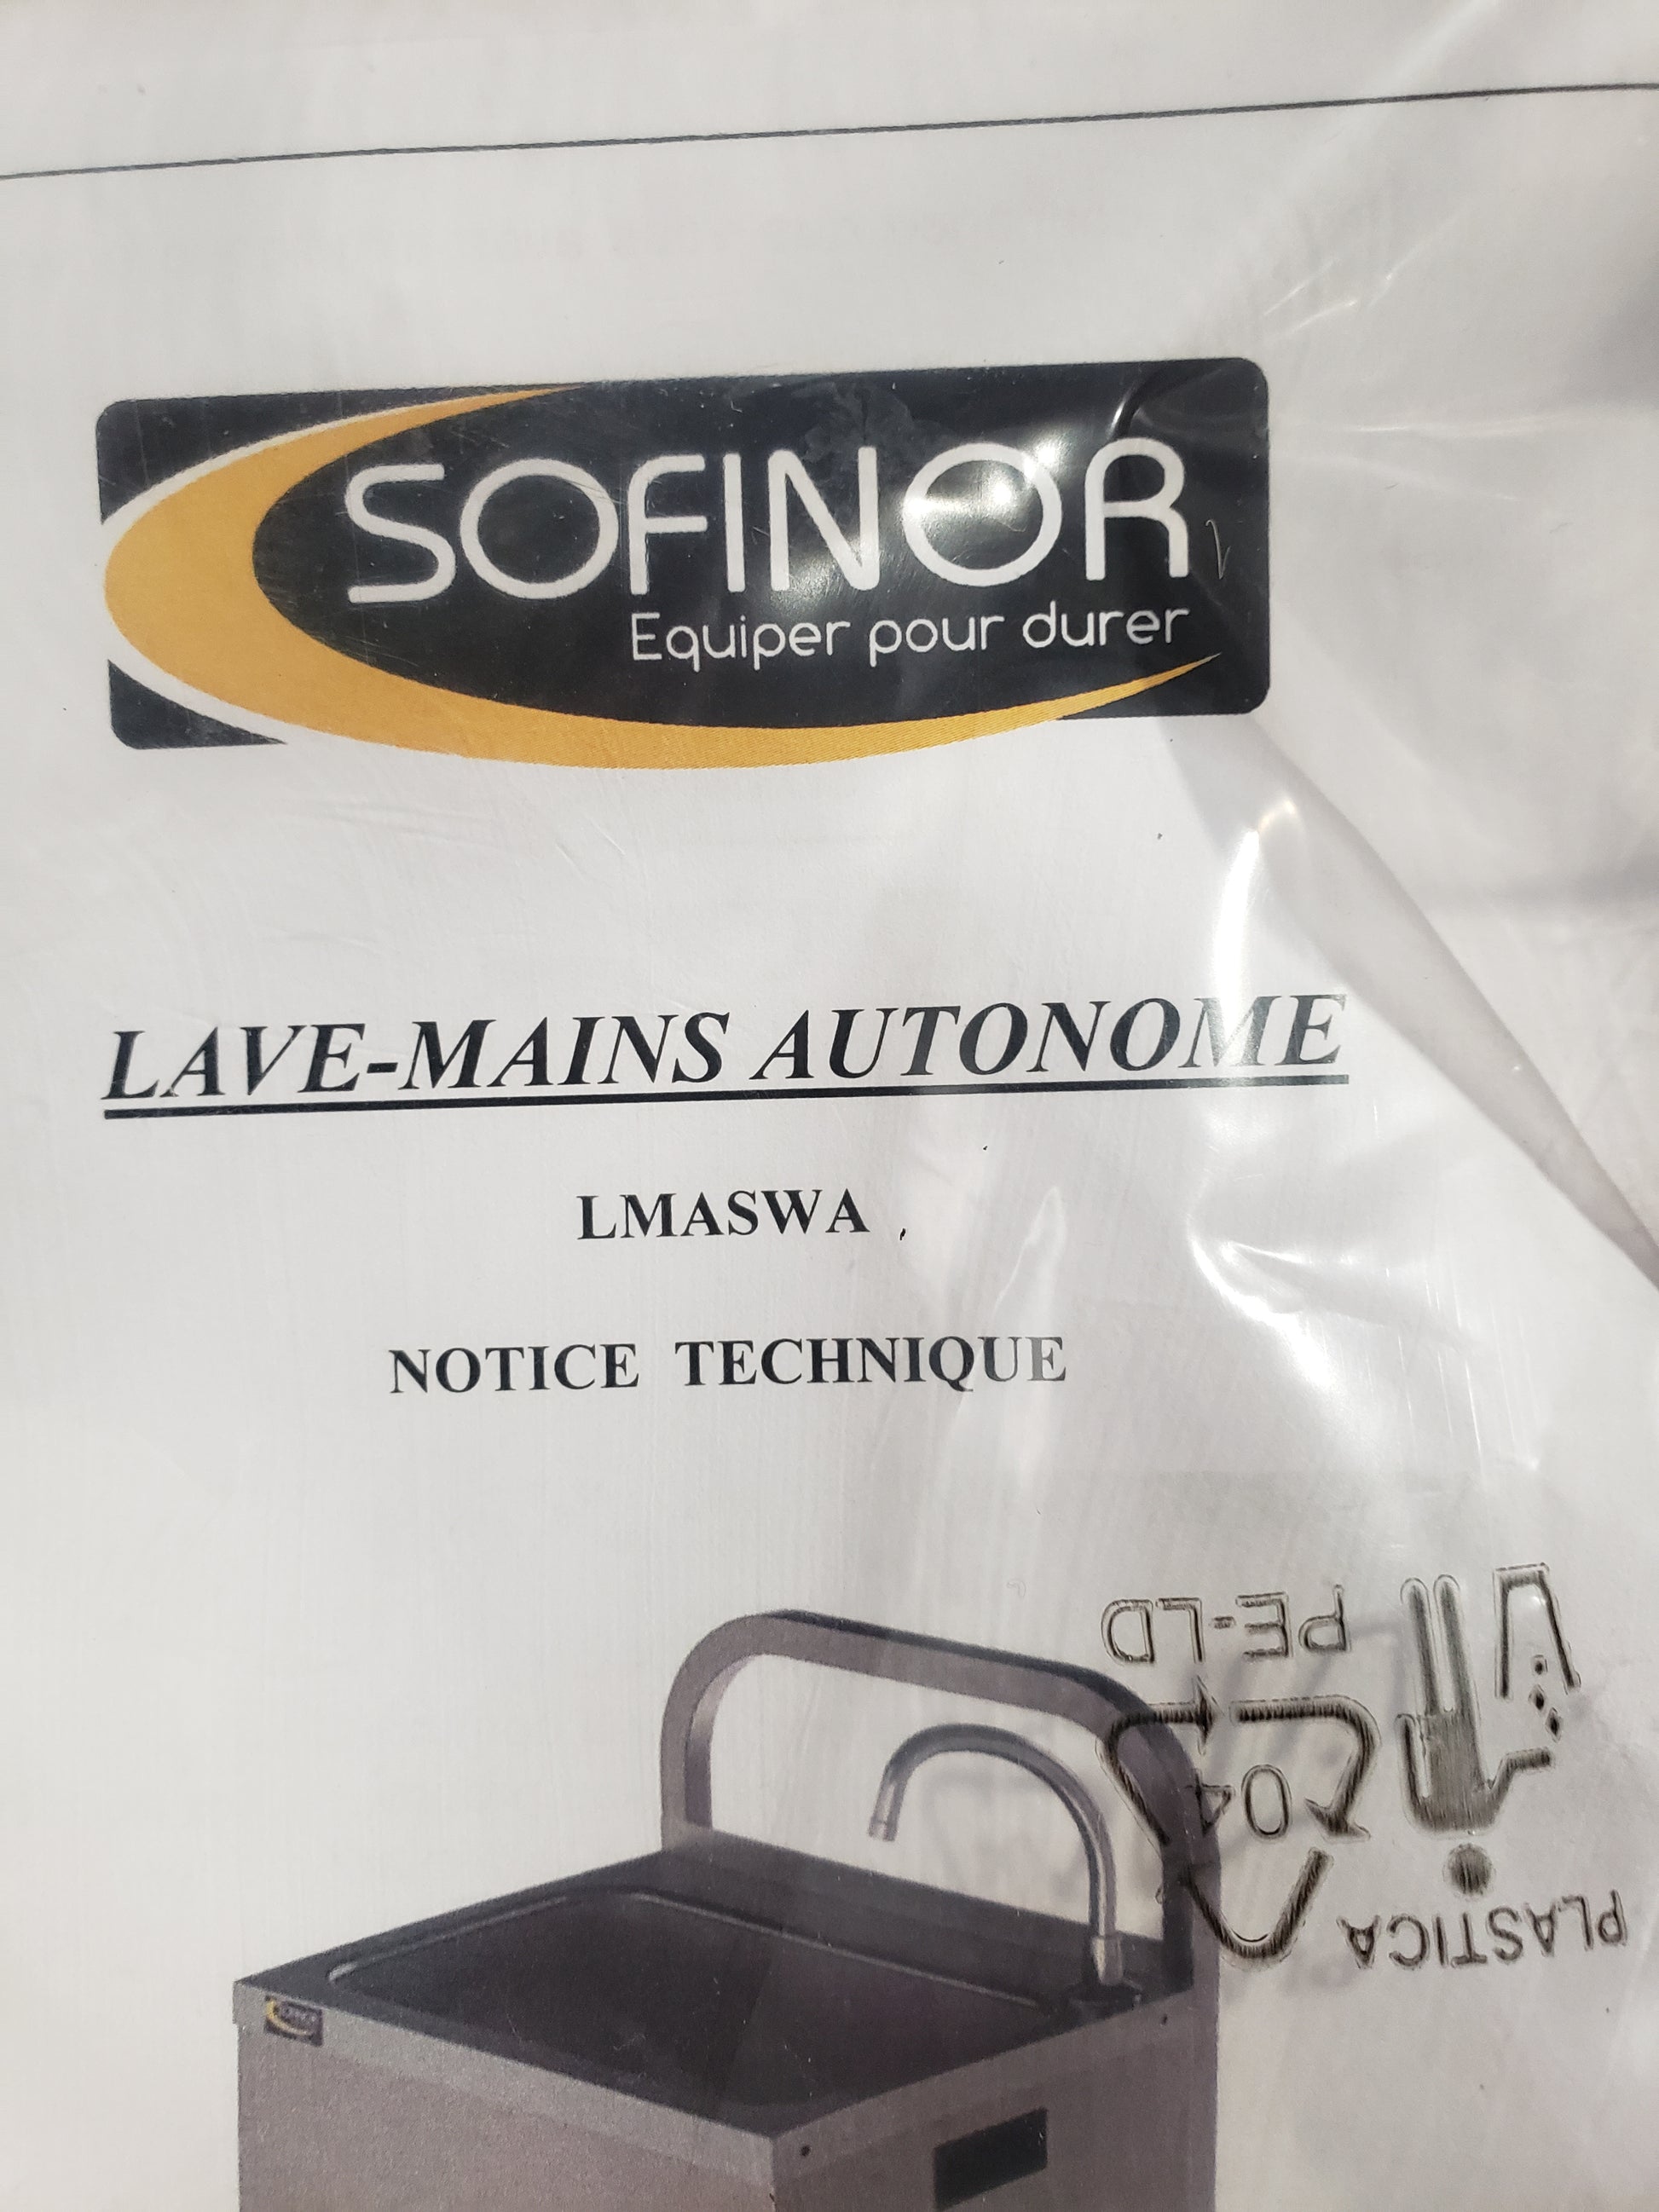 SOFINOR
Equiper pour durer
LAVE-MAINS AUTONOME
LMASWA
NOTICE TECHNIQUE
PE-LD
04
PLASTICA